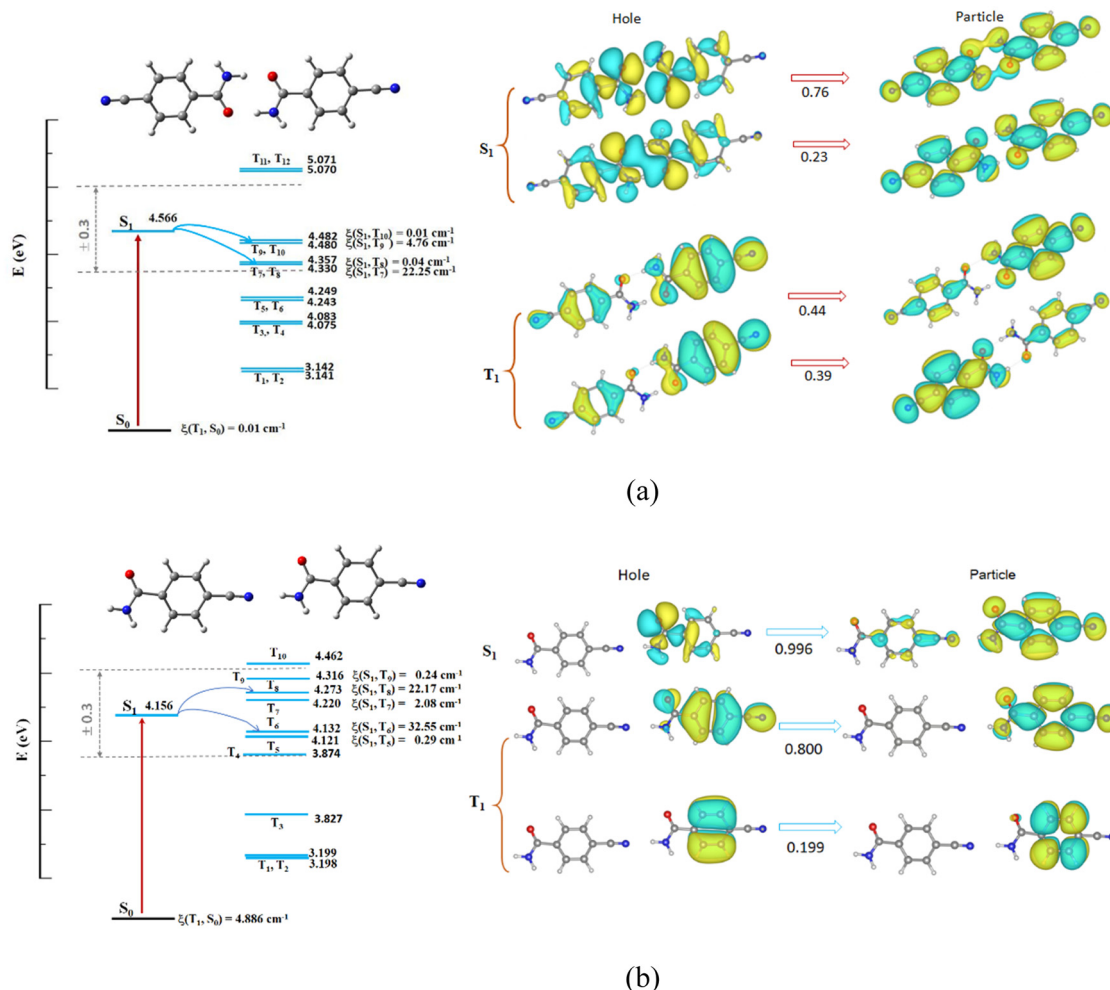 Hole
Particle
T₁₁, T₁₂
5.071
5.070
S₁
4.566
± 0.3
E (eV)
4.482
ξ(S₁, T₁₀) = 0.01 cm⁻¹
4.480
ξ(S₁, T₉ ) = 4.76 cm⁻¹
T₉, T₁₀
4.357
ξ(S₁, T₈) = 0.04 cm⁻¹
4.330
ξ(S₁, T₇) = 22.25 cm⁻¹
T₇, T₈
4.249
4.243
T₅, T₆
4.083
4.075
T₃, T₄
3.142
3.141
T₁, T₂
S₀
ξ(T₁, S₀) = 0.01 cm⁻¹
S₁
0.76
0.23
T₁
0.44
0.39
(a)
Hole
Particle
T₁₀
4.462
T₉
4.316
ξ(S₁, T₉) = 0.24 cm⁻¹
T₈
4.273
ξ(S₁, T₈) = 22.17 cm⁻¹
4.220
ξ(S₁, T₇) = 2.08 cm⁻¹
T₇
S₁
4.156
± 0.3
E (eV)
T₆
4.132
ξ(S₁, T₆) = 32.55 cm⁻¹
4.121
ξ(S₁, T₅) = 0.29 cm⁻¹
T₅
T₄
3.874
3.827
T₃
3.199
3.198
T₁, T₂
S₀
ξ(T₁, S₀) = 4.886 cm⁻¹
S₁
0.996
T₁
0.800
0.199
(b)